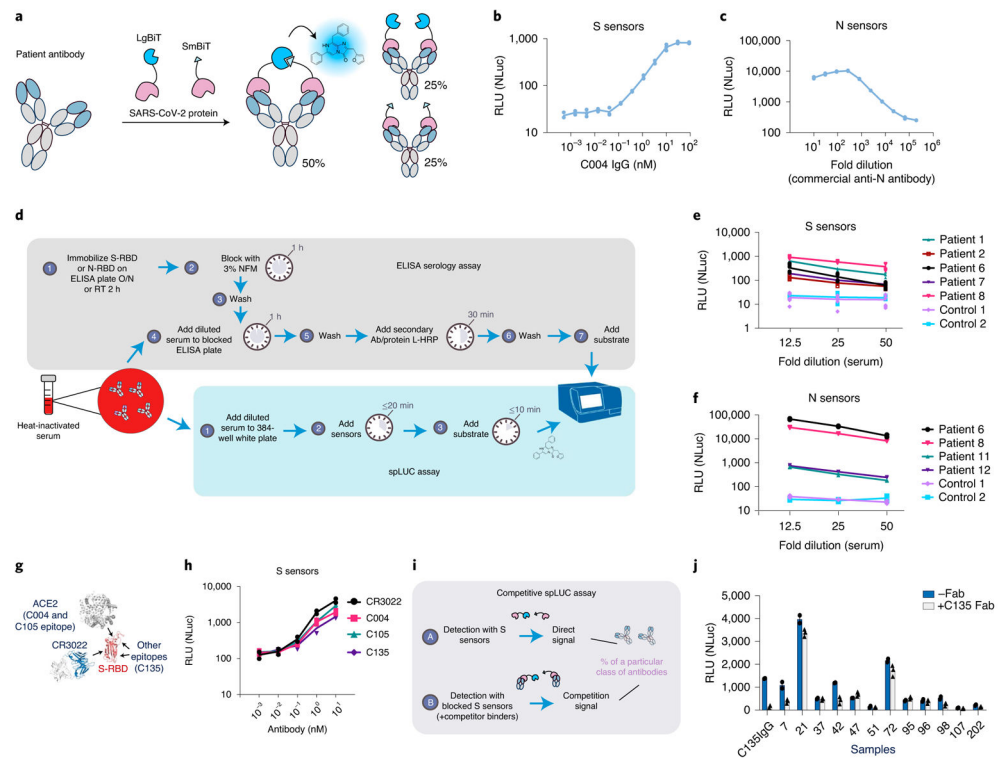 a
Patient antibody
LgBiT
SmBiT
SARS-CoV-2 protein
50%
25%
25%
b
S sensors
RLU (NLuc)
1,000
100
10
10⁻³ 10⁻² 10⁻¹ 10⁰ 10¹ 10²
C004 IgG (nM)
c
N sensors
RLU (NLuc)
100,000
10,000
1,000
100
10¹ 10² 10³ 10⁴ 10⁵ 10⁶
Fold dilution
(commercial anti-N antibody)
d
1
Immobilize S-RBD
or N-RBD on
ELISA plate O/N
or RT 2 h
2
Block with
3% NFM
1 h
ELISA serology assay
3 Wash
4
Add diluted
serum to blocked
ELISA plate
1 h
5 Wash
Add secondary
Ab/protein L-HRP
30 min
6 Wash
7 Add
substrate
Heat-inactivated
serum
1
Add diluted
serum to 384-
well white plate
2
Add
sensors
≤20 min
3
Add
substrate
≤10 min
spLUC assay
e
S sensors
RLU (NLuc)
10,000
1,000
100
10
1
12.5 25 50
Fold dilution (serum)
Patient 1
Patient 2
Patient 6
Patient 7
Patient 8
Control 1
Control 2
f
N sensors
RLU (NLuc)
100,000
10,000
1,000
100
10
12.5 25 50
Fold dilution (serum)
Patient 6
Patient 8
Patient 11
Patient 12
Control 1
Control 2
g
ACE2
(C004 and
C105 epitope)
CR3022
S-RBD
Other
epitopes
(C135)
h
S sensors
RLU (NLuc)
10,000
1,000
100
10
10⁻³ 10⁻² 10⁻¹ 10⁰ 10¹
Antibody (nM)
CR3022
C004
C105
C135
i
Competitive spLUC assay
A
Detection with S
sensors
Direct
signal
% of a particular
class of antibodies
B
Detection with
blocked S sensors
(+competitor binders)
Competition
signal
j
–Fab
+C135 Fab
RLU (NLuc)
5,000
4,000
3,000
2,000
1,000
0
C135IgG 7 21 37 42 47 51 72 95 96 98 107 202
Samples